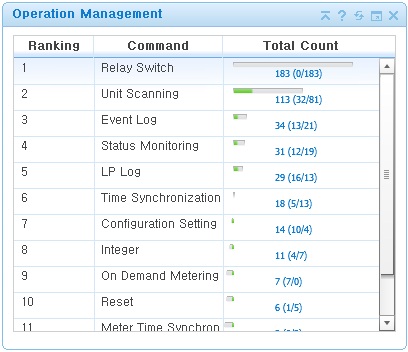 Operation Management
Ranking Command Total Count
1 Relay Switch 183 (0/183)
2 Unit Scanning 113 (32/81)
3 Event Log 34 (13/21)
4 Status Monitoring 31 (12/19)
5 LP Log 29 (16/13)
6 Time Synchronization 18 (5/13)
7 Configuration Setting 14 (10/4)
8 Integer 11 (4/7)
9 On Demand Metering 7 (7/0)
10 Reset 6 (1/5)
11 Meter Time Synchron